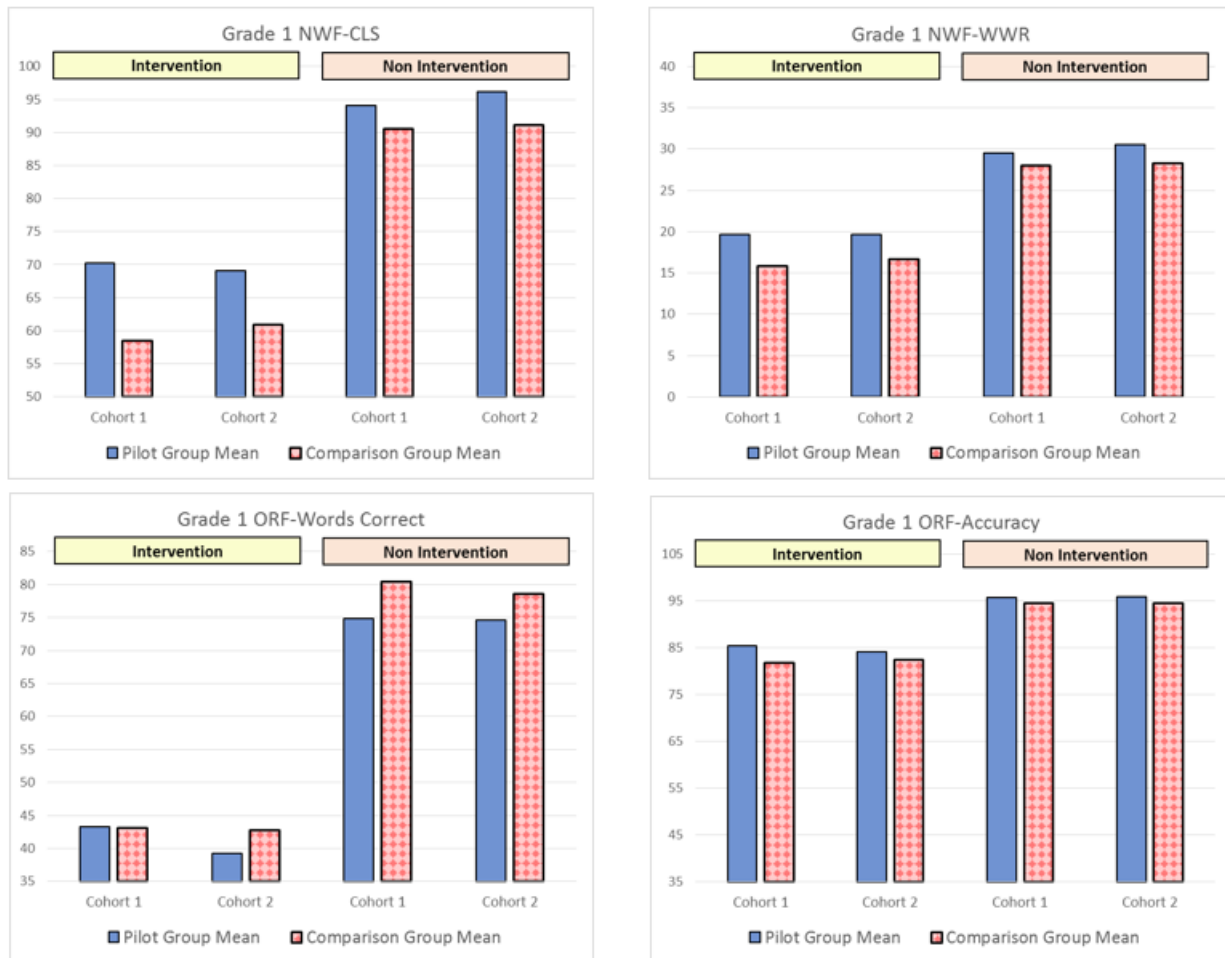 Grade 1 NWF-CLS
Intervention
Non Intervention
100
95
90
85
80
75
70
65
60
55
50
Cohort 1
Cohort 2
Cohort 1
Cohort 2
Pilot Group Mean
Comparison Group Mean
Grade 1 NWF-WWR
Intervention
Non Intervention
40
35
30
25
20
15
10
5
0
Cohort 1
Cohort 2
Cohort 1
Cohort 2
Pilot Group Mean
Comparison Group Mean
Grade 1 ORF-Words Correct
Intervention
Non Intervention
85
80
75
70
65
60
55
50
45
40
35
Cohort 1
Cohort 2
Cohort 1
Cohort 2
Pilot Group Mean
Comparison Group Mean
Grade 1 ORF-Accuracy
Intervention
Non Intervention
105
95
85
75
65
55
45
35
Cohort 1
Cohort 2
Cohort 1
Cohort 2
Pilot Group Mean
Comparison Group Mean